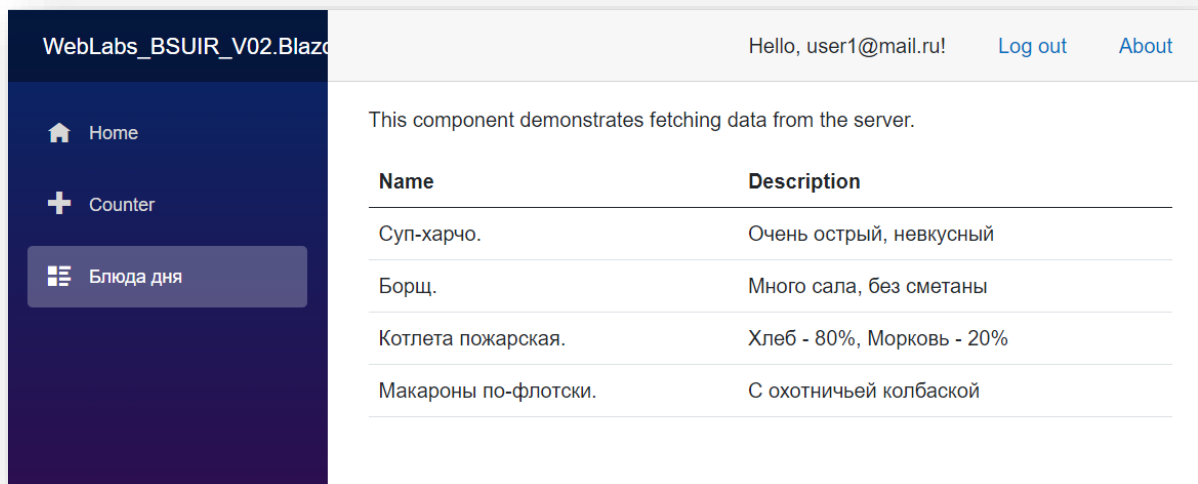 WebLabs_BSUIR_V02.Blazo
Hello, user1@mail.ru! Log out About
Home
Counter
Блюда дня
This component demonstrates fetching data from the server.
Name Description
Суп-харчо. Очень острый, невкусный
Борщ. Много сала, без сметаны
Котлета пожарская. Хлеб - 80%, Морковь - 20%
Макароны по-флотски. С охотничьей колбаской